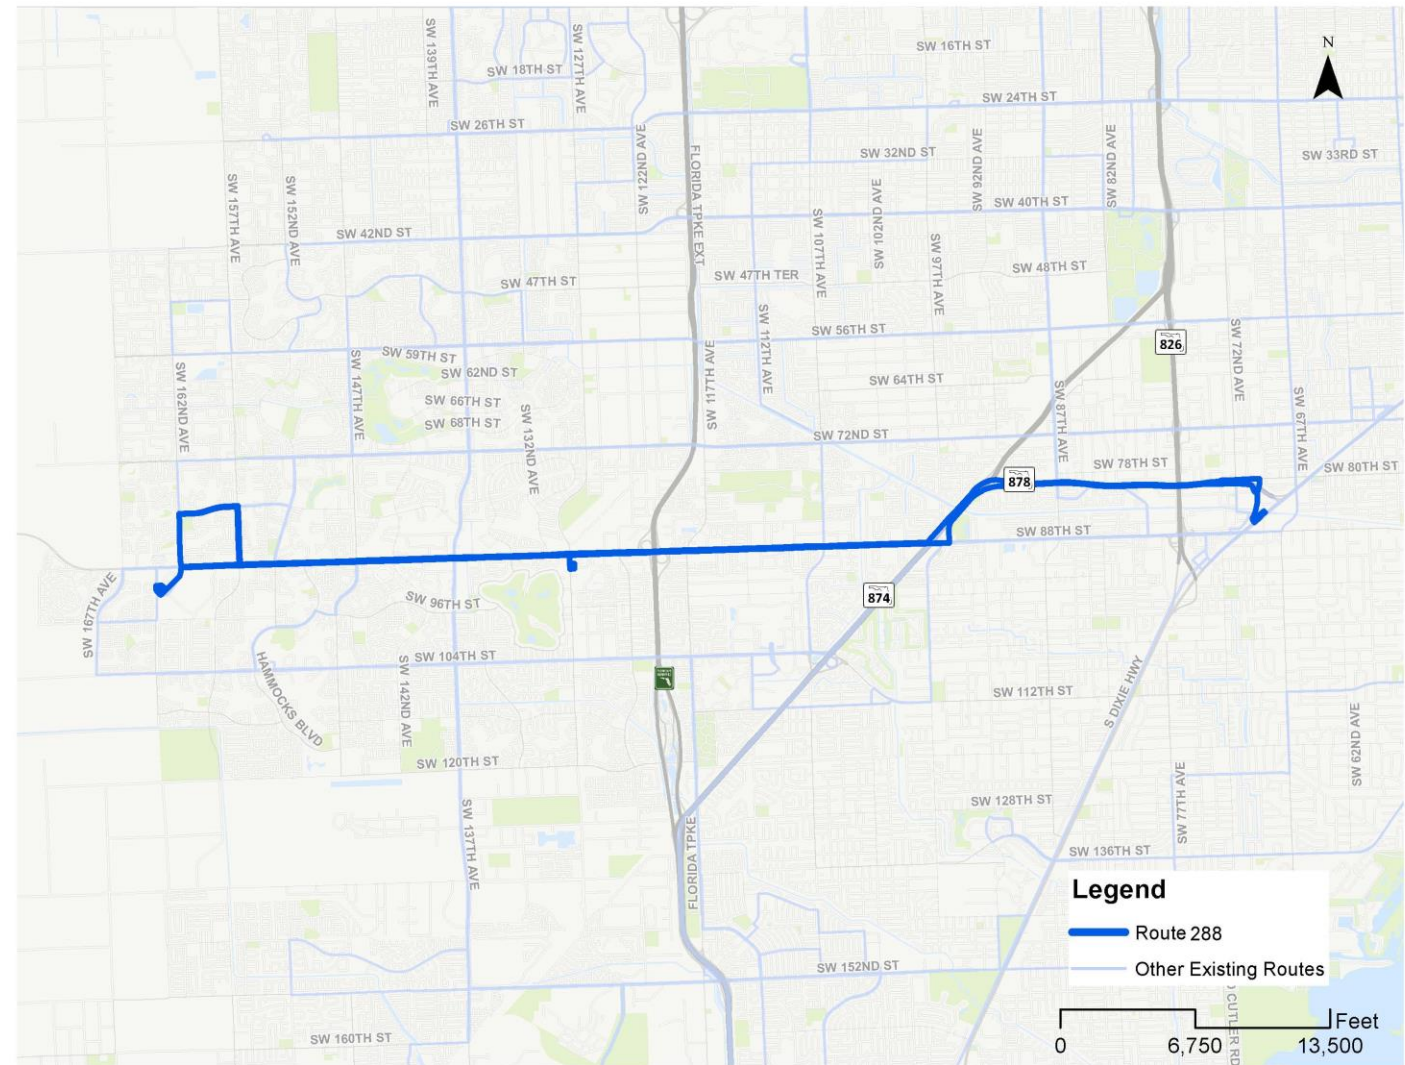 N
SW 16TH ST
SW 139TH AVE
SW 127TH AVE
SW 18TH ST
SW 24TH ST
SW 26TH ST
SW 122ND AVE
SW 92ND AVE
SW 82ND AVE
SW 32ND ST
SW 33RD ST
FLORIDA TPKE EXT
SW 157TH AVE
SW 152ND AVE
SW 102ND AVE
SW 40TH ST
SW 107TH AVE
SW 42ND ST
SW 97TH AVE
SW 48TH ST
SW 47TH TER
SW 47TH ST
SW 112TH AVE
SW 56TH ST
826
SW 72ND AVE
SW 117TH AVE
SW 59TH ST
SW 147TH AVE
SW 162ND AVE
SW 62ND ST
SW 64TH ST
SW 87TH AVE
SW 67TH AVE
SW 66TH ST
SW 132ND AVE
SW 68TH ST
SW 72ND ST
SW 78TH ST
SW 80TH ST
878
SW 88TH ST
SW 167TH AVE
SW 96TH ST
874
SW 104TH ST
SW 142ND AVE
HAMMOCKS BLVD
SW 112TH ST
S DIXIE HWY
SW 62ND AVE
SW 120TH ST
SW 77TH AVE
SW 137TH AVE
FLORIDA TPKE
SW 128TH ST
SW 136TH ST
Legend
Route 288
Other Existing Routes
SW 152ND ST
CUTLER RD
SW 160TH ST
Feet
0 6,750 13,500